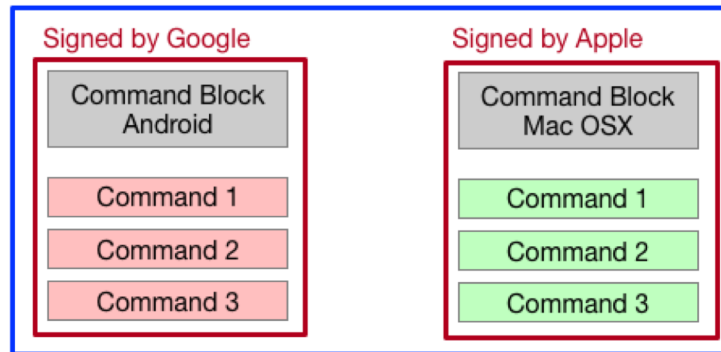 Signed by Google
Command Block
Android
Command 1
Command 2
Command 3
Signed by Apple
Command Block
Mac OSX
Command 1
Command 2
Command 3